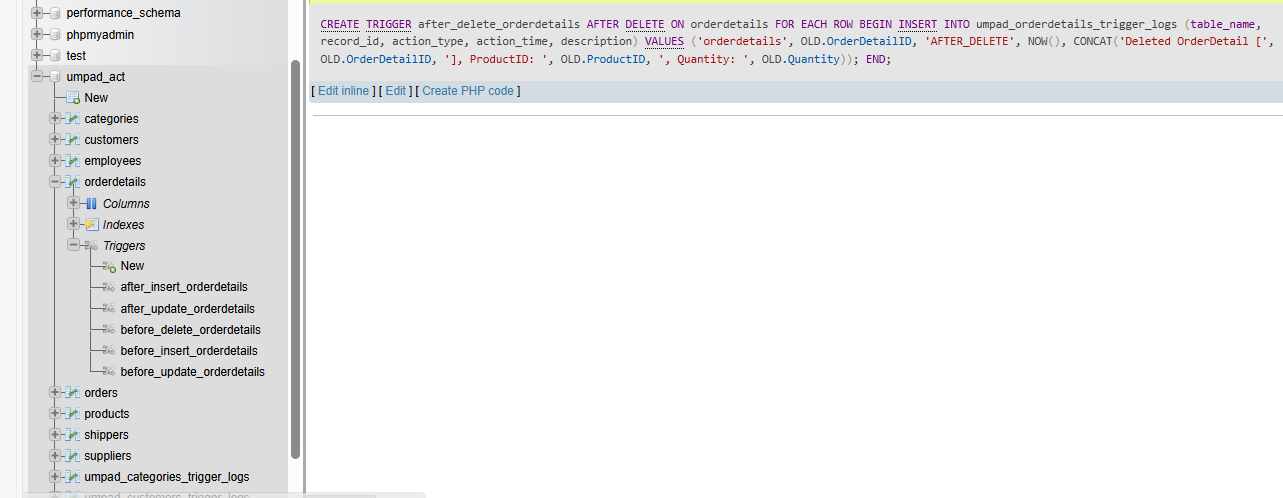 performance_schema
phpmyadmin
test
umpad_act
New
categories
customers
employees
orderdetails
Columns
Indexes
Triggers
New
after_insert_orderdetails
after_update_orderdetails
before_delete_orderdetails
before_insert_orderdetails
before_update_orderdetails
orders
products
shippers
suppliers
umpad_categories_trigger_logs
umpad_customers_trigger_logs
CREATE TRIGGER after_delete_orderdetails AFTER DELETE ON orderdetails FOR EACH ROW BEGIN INSERT INTO umpad_orderdetails_trigger_logs (table_name,
record_id, action_type, action_time, description) VALUES ('orderdetails', OLD.OrderDetailID, 'AFTER_DELETE', NOW(), CONCAT('Deleted OrderDetail [',
OLD.OrderDetailID, '], ProductID: ', OLD.ProductID, ', Quantity: ', OLD.Quantity)); END;
[ Edit inline ] [ Edit ] [ Create PHP code ]